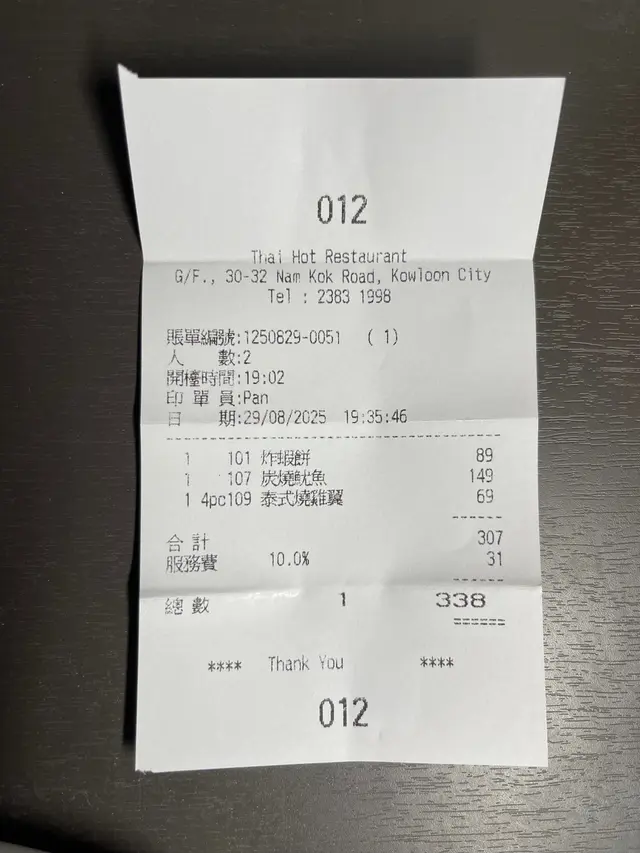 012
Thai Hot Restaurant
G/F., 30-32 Nam Kok Road, Kowloon City
Tel : 2383 1998
賬單編號:1250829-0051 ( 1)
人 數:2
開檯時間:19:02
印 單 員:Pan
日 期:29/08/2025 19:35:46
1 101 炸蝦餅 89
1 107 炭燒魷魚 149
1 4pc109 泰式燒雞翼 69
合 計 307
服務費 10.0% 31
總 數 1 338
**** Thank You ****
012